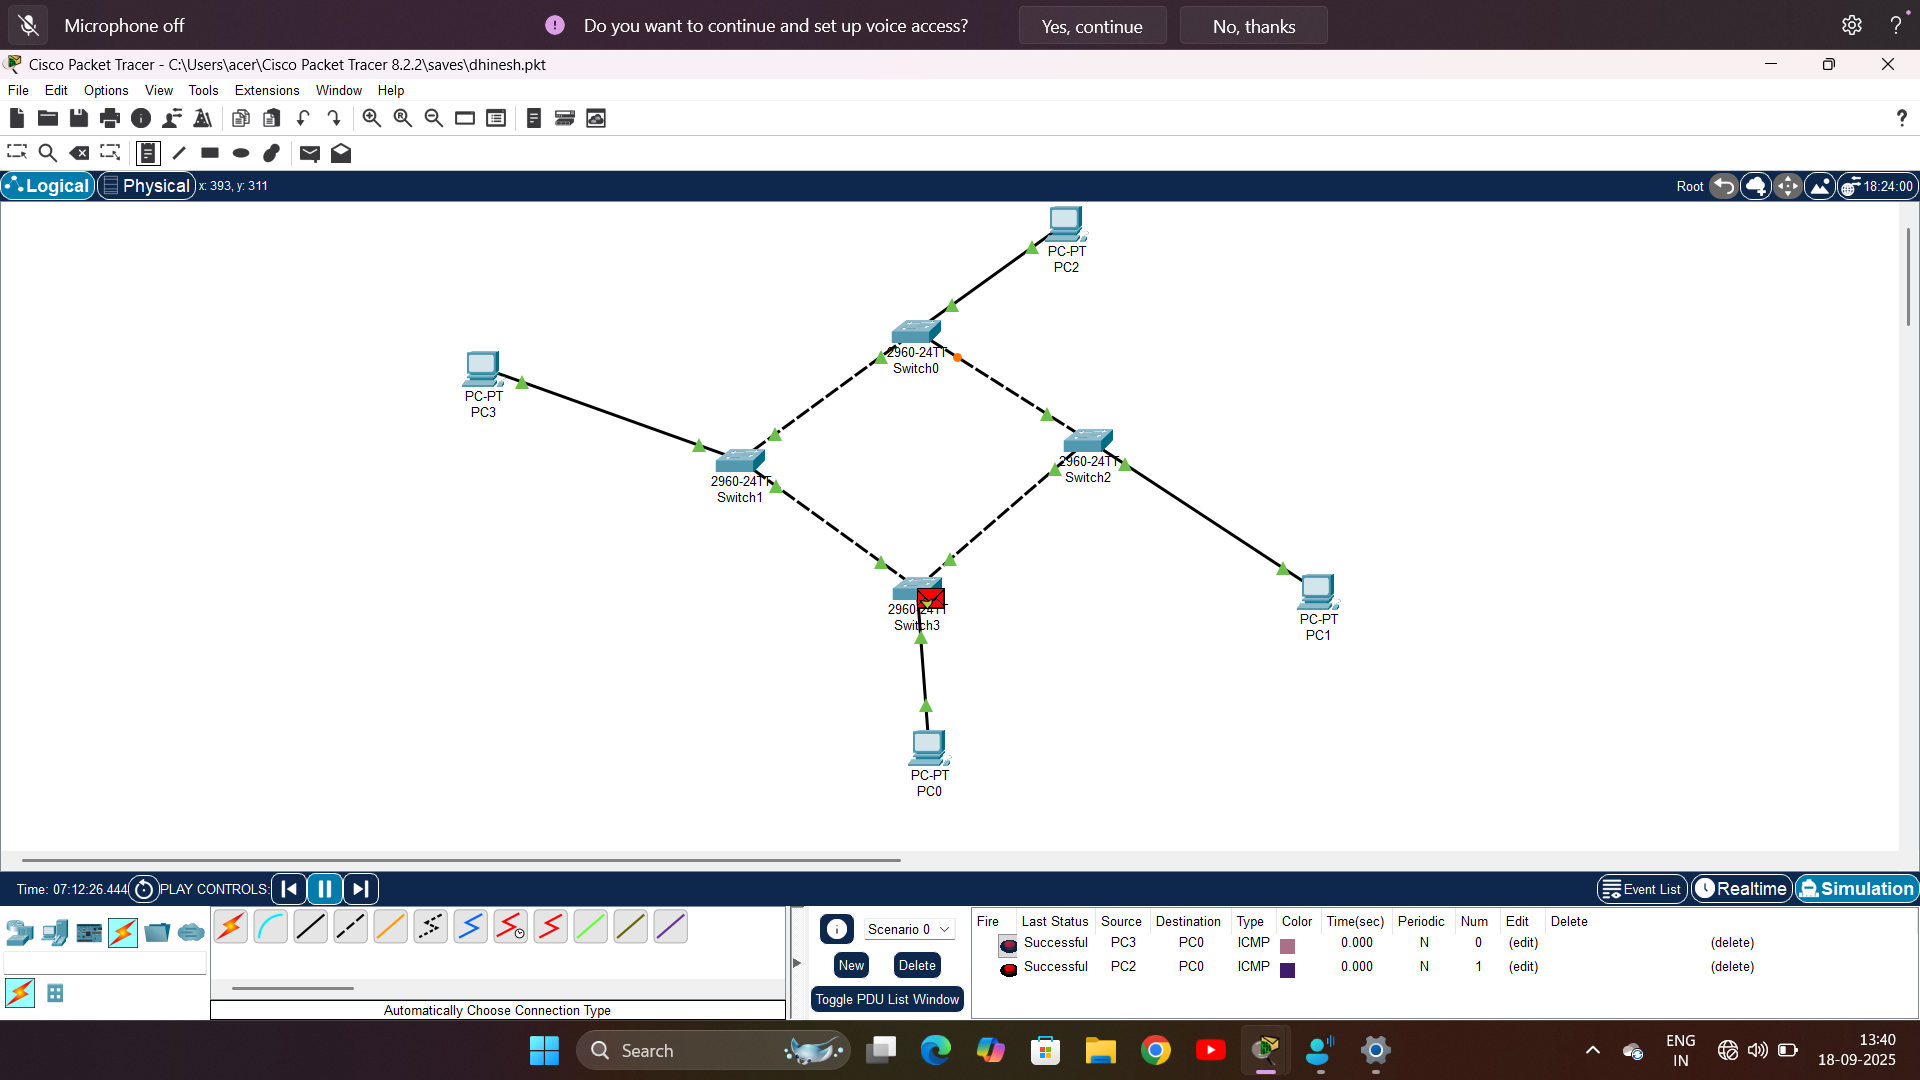 Microphone off
Do you want to continue and set up voice access?
Yes, continue
No, thanks
Cisco Packet Tracer - C:\Users\acer\Cisco Packet Tracer 8.2.2\saves\dhinesh.pkt
File Edit Options View Tools Extensions Window Help
Logical
Physical
x: 393, y: 311
Root
18:24:00
PC-PT
PC2
2960-24TT
Switch0
PC-PT
PC3
2960-24TT
Switch2
2960-24TT
Switch1
2960-24TT
Switch3
PC-PT
PC1
PC-PT
PC0
Time: 07:12:26.444
PLAY CONTROLS:
Event List
Realtime
Simulation
Scenario 0
New
Delete
Toggle PDU List Window
Automatically Choose Connection Type
Fire Last Status Source Destination Type Color Time(sec) Periodic Num Edit Delete
Successful PC3 PC0 ICMP 0.000 N 0 (edit) (delete)
Successful PC2 PC0 ICMP 0.000 N 1 (edit) (delete)
Search
ENG
IN
13:40
18-09-2025